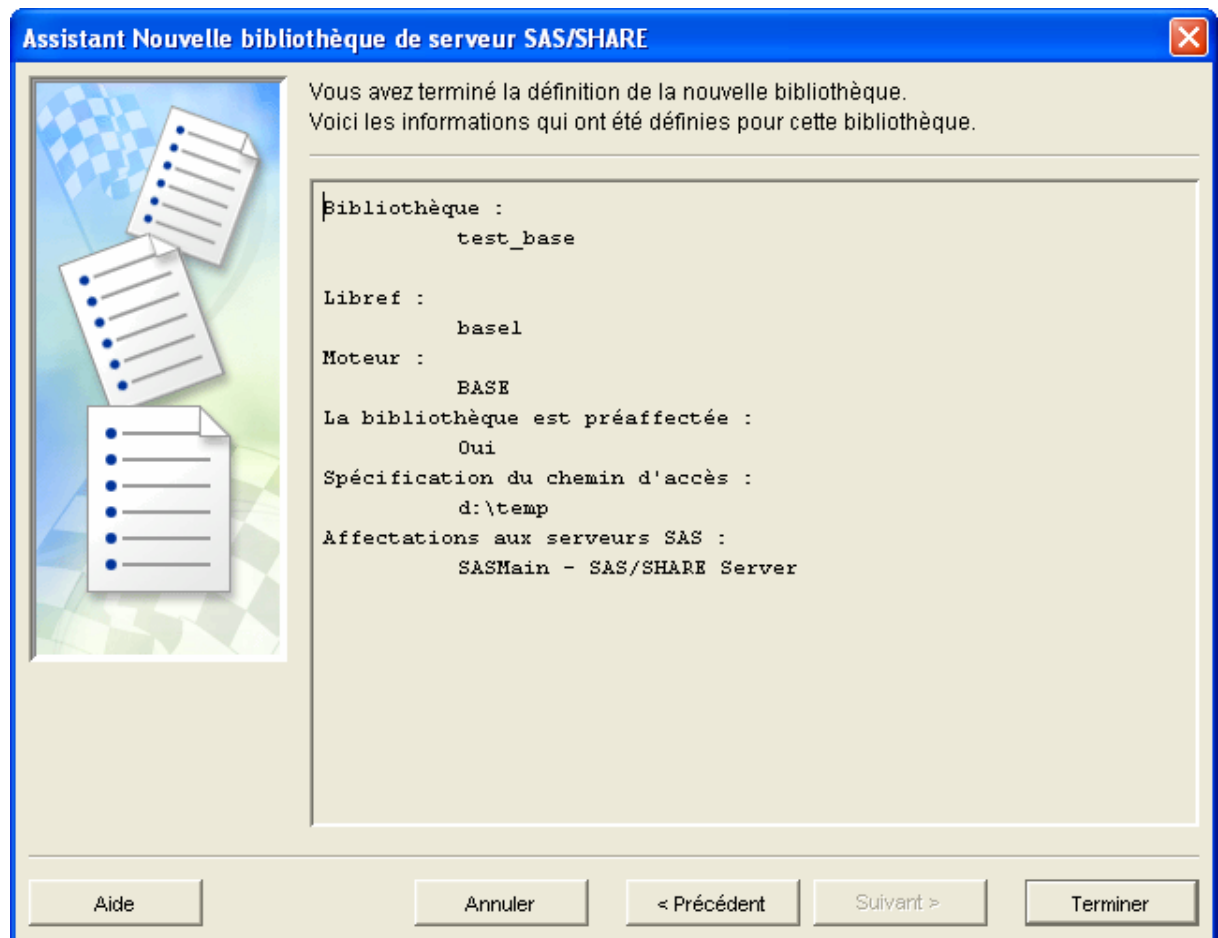 Assistant Nouvelle bibliothèque de serveur SAS/SHARE
Vous avez terminé la définition de la nouvelle bibliothèque.
Voici les informations qui ont été définies pour cette bibliothèque.
Bibliothèque :
test_base
Libref :
basel
Moteur :
BASE
La bibliothèque est préaffectée :
Oui
Spécification du chemin d'accès :
d:\temp
Affectations aux serveurs SAS :
SASMain - SAS/SHARE Server
Aide
Annuler
< Précédent
Suivant >
Terminer